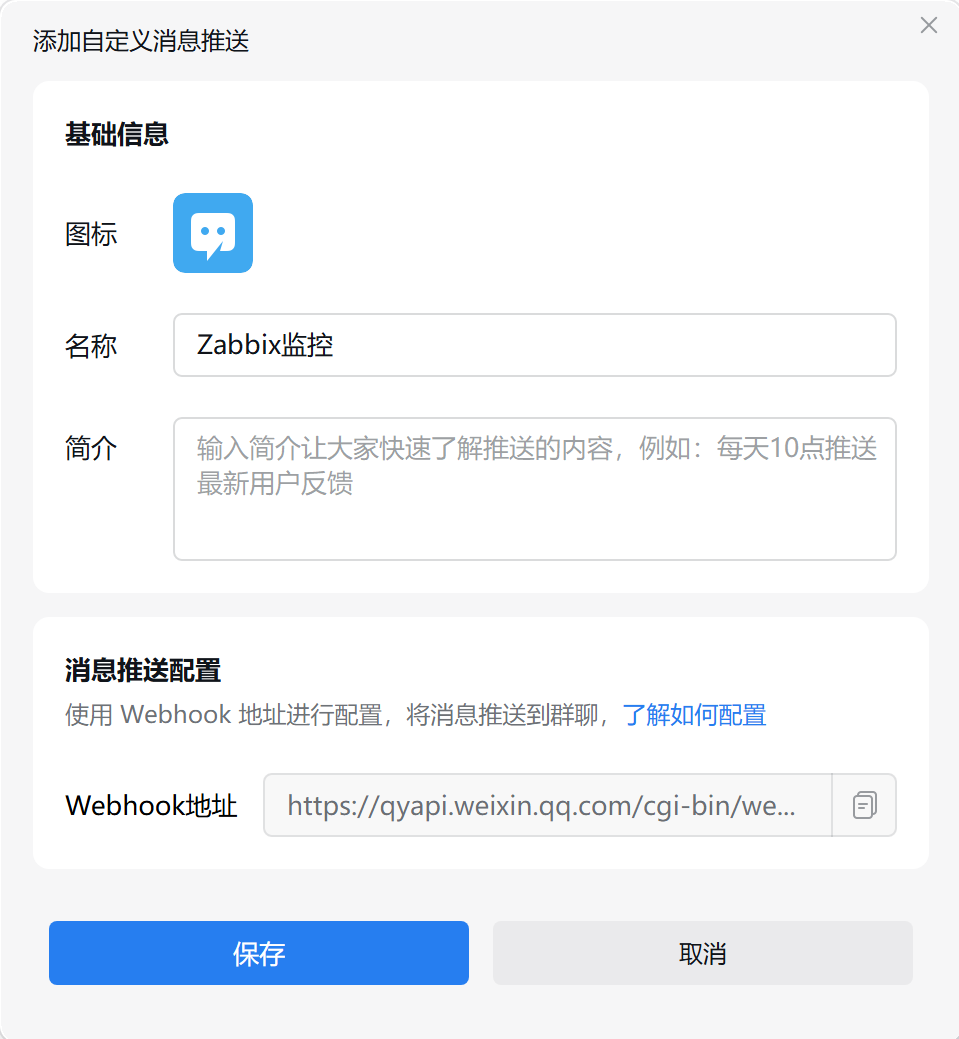 添加自定义消息推送
基础信息
图标
名称
Zabbix监控
简介
输入简介让大家快速了解推送的内容，例如：每天10点推送
最新用户反馈
消息推送配置
使用 Webhook 地址进行配置，将消息推送到群聊，了解如何配置
Webhook地址
https://qyapi.weixin.qq.com/cgi-bin/we...
保存
取消